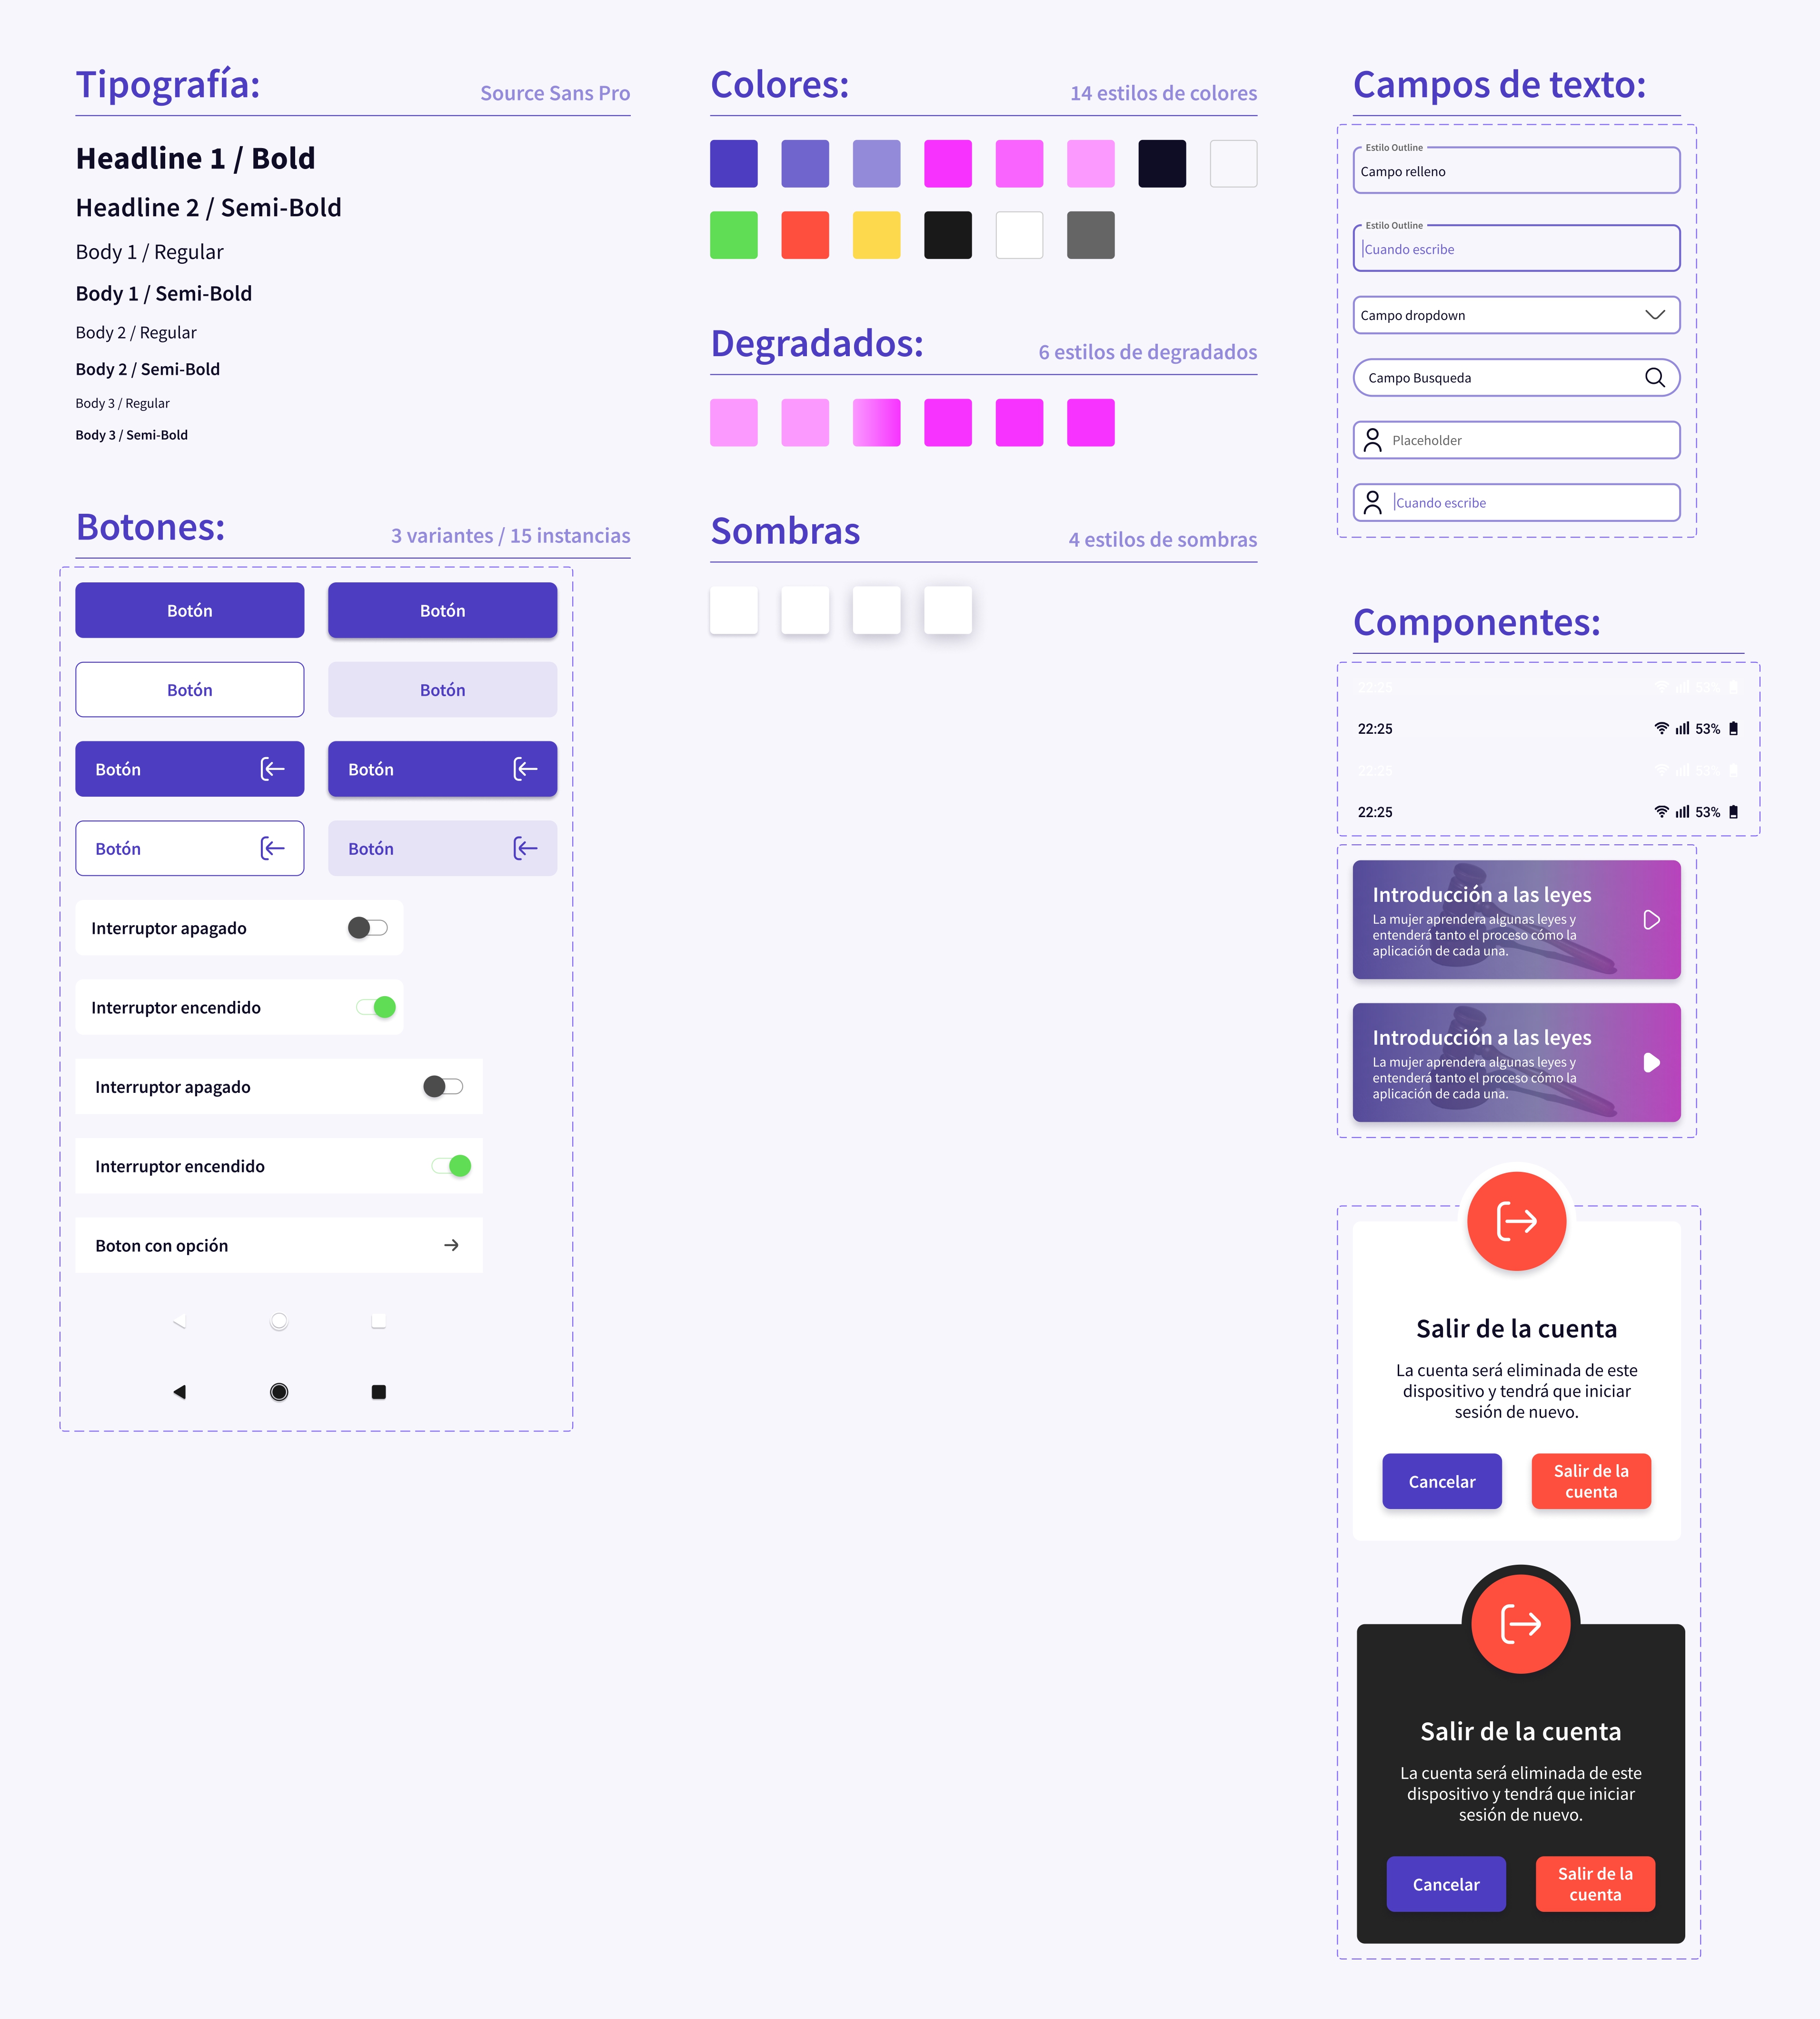 Tipografía:
Source Sans Pro
Headline 1 / Bold
Headline 2 / Semi-Bold
Body 1 / Regular
Body 1 / Semi-Bold
Body 2 / Regular
Body 2 / Semi-Bold
Body 3 / Regular
Body 3 / Semi-Bold
Botones:
3 variantes / 15 instancias
Botón
Botón
Botón
Botón
Botón
Botón
Botón
Botón
Interruptor apagado
Interruptor encendido
Interruptor apagado
Interruptor encendido
Boton con opción
Colores:
14 estilos de colores
Degradados:
6 estilos de degradados
Sombras
4 estilos de sombras
Campos de texto:
Estilo Outline
Campo relleno
Estilo Outline
Cuando escribe
Campo dropdown
Campo Busqueda
Placeholder
Cuando escribe
Componentes:
22:25 53%
22:25 53%
22:25 53%
22:25 53%
Introducción a las leyes
La mujer aprendera algunas leyes y
entenderá tanto el proceso cómo la
aplicación de cada una.
Introducción a las leyes
La mujer aprendera algunas leyes y
entenderá tanto el proceso cómo la
aplicación de cada una.
Salir de la cuenta
La cuenta será eliminada de este
dispositivo y tendrá que iniciar
sesión de nuevo.
Cancelar
Salir de la
cuenta
Salir de la cuenta
La cuenta será eliminada de este
dispositivo y tendrá que iniciar
sesión de nuevo.
Cancelar
Salir de la
cuenta